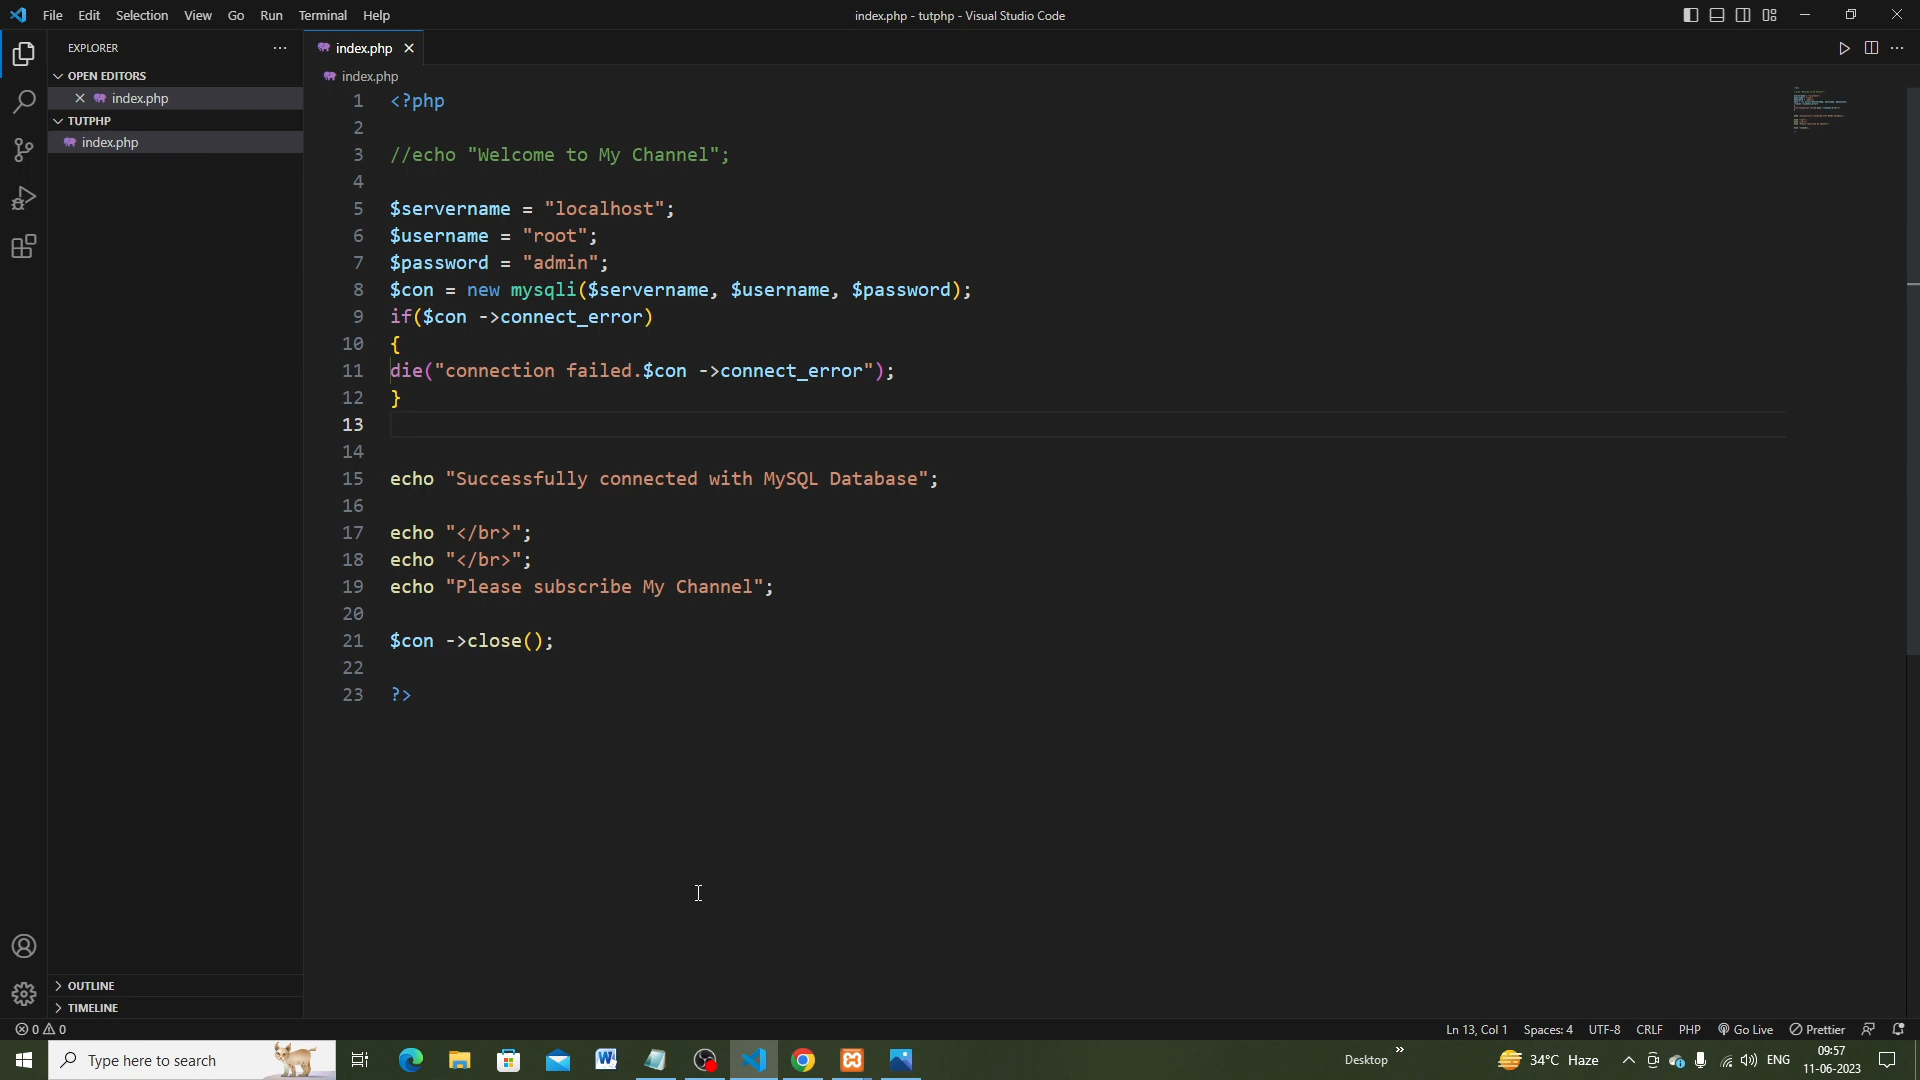 File Edit Selection View Go Run Terminal Help
index.php - tutphp - Visual Studio Code
EXPLORER
OPEN EDITORS
index.php
TUTPHP
index.php
OUTLINE
TIMELINE
index.php
index.php
1 <?php
2
3 //echo "Welcome to My Channel";
4
5 $servername = "localhost";
6 $username = "root";
7 $password = "admin";
8 $con = new mysqli($servername, $username, $password);
9 if($con ->connect_error)
10 {
11 die("connection failed.$con ->connect_error");
12 }
13
14
15 echo "Successfully connected with MySQL Database";
16
17 echo "</br>";
18 echo "</br>";
19 echo "Please subscribe My Channel";
20
21 $con ->close();
22
23 ?>
0 0
Ln 13, Col 1 Spaces: 4 UTF-8 CRLF PHP Go Live Prettier
Type here to search
Desktop
34°C Haze
ENG
09:57
11-06-2023